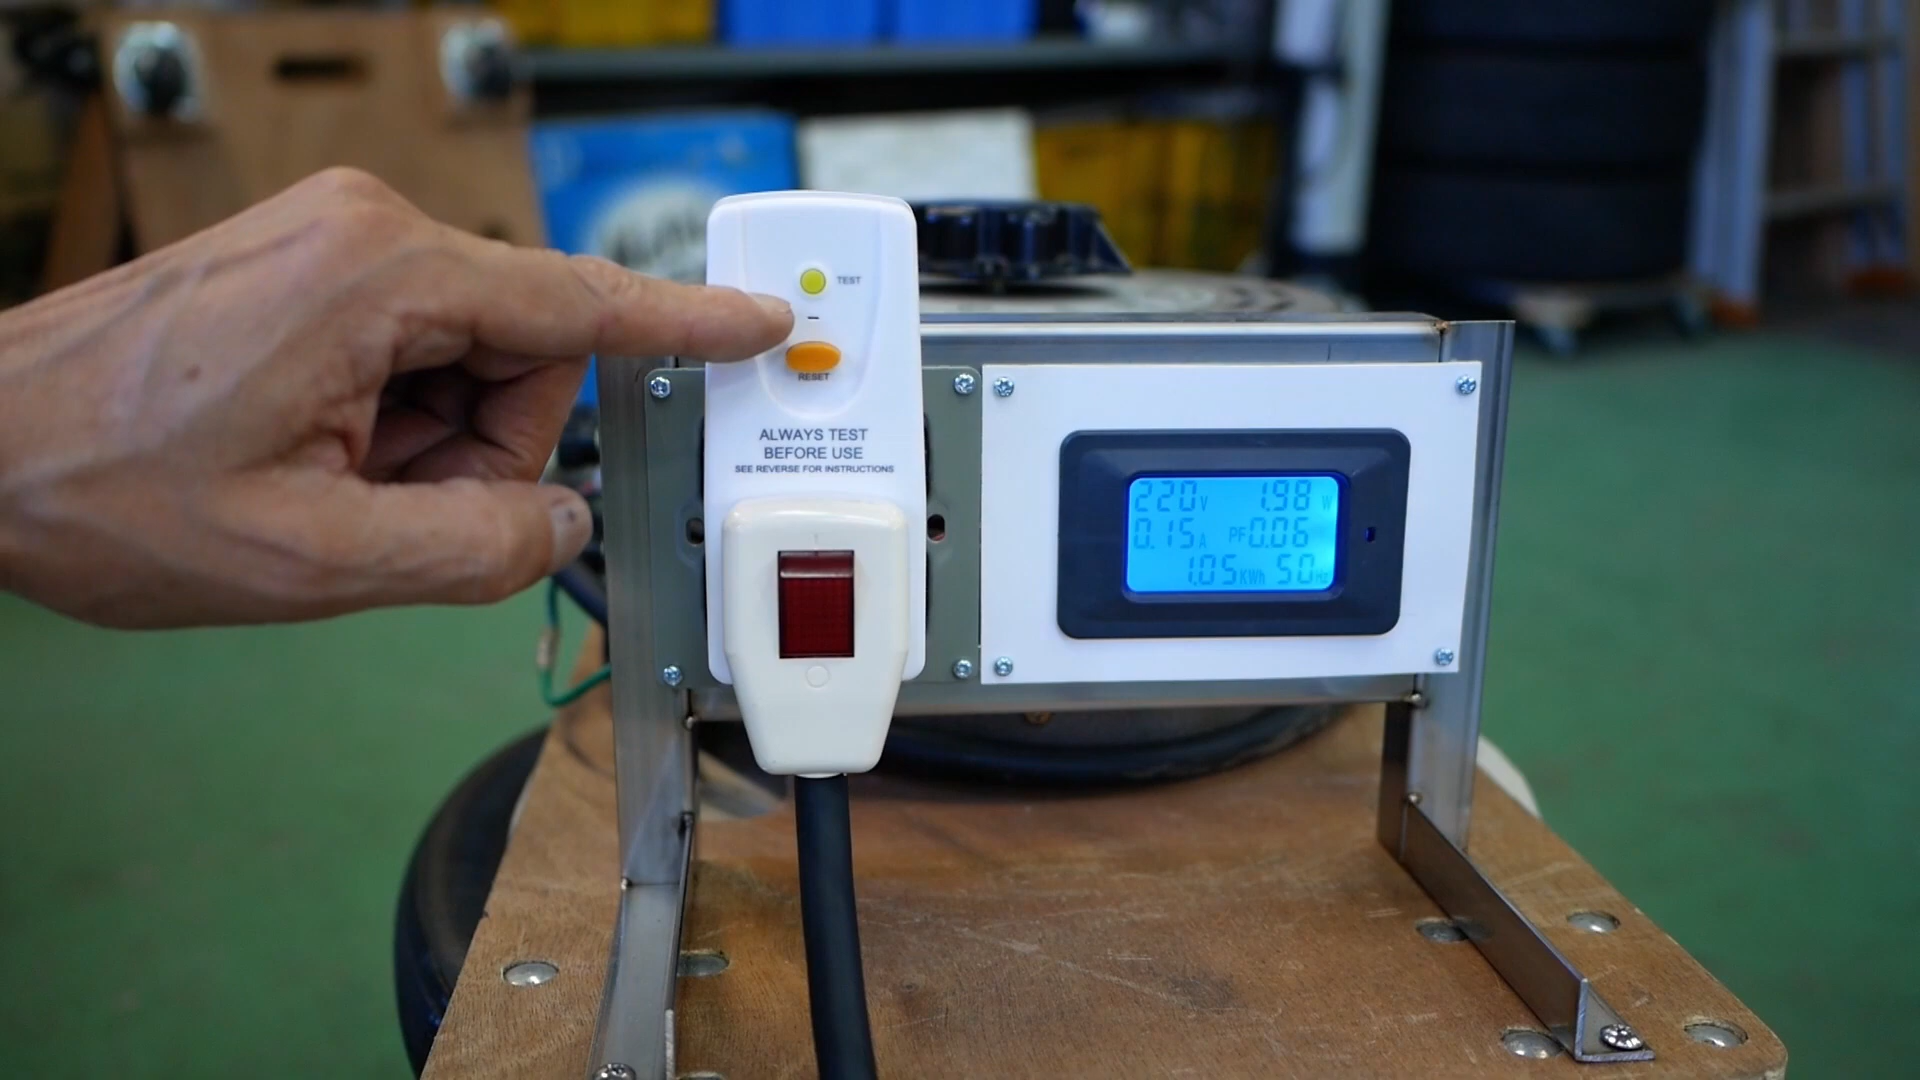 TEST
RESET
ALWAYS TEST
BEFORE USE
SEE REVERSE FOR INSTRUCTIONS
220V 1.98 W
0.15A PF0.06
1.05KWh 50Hz